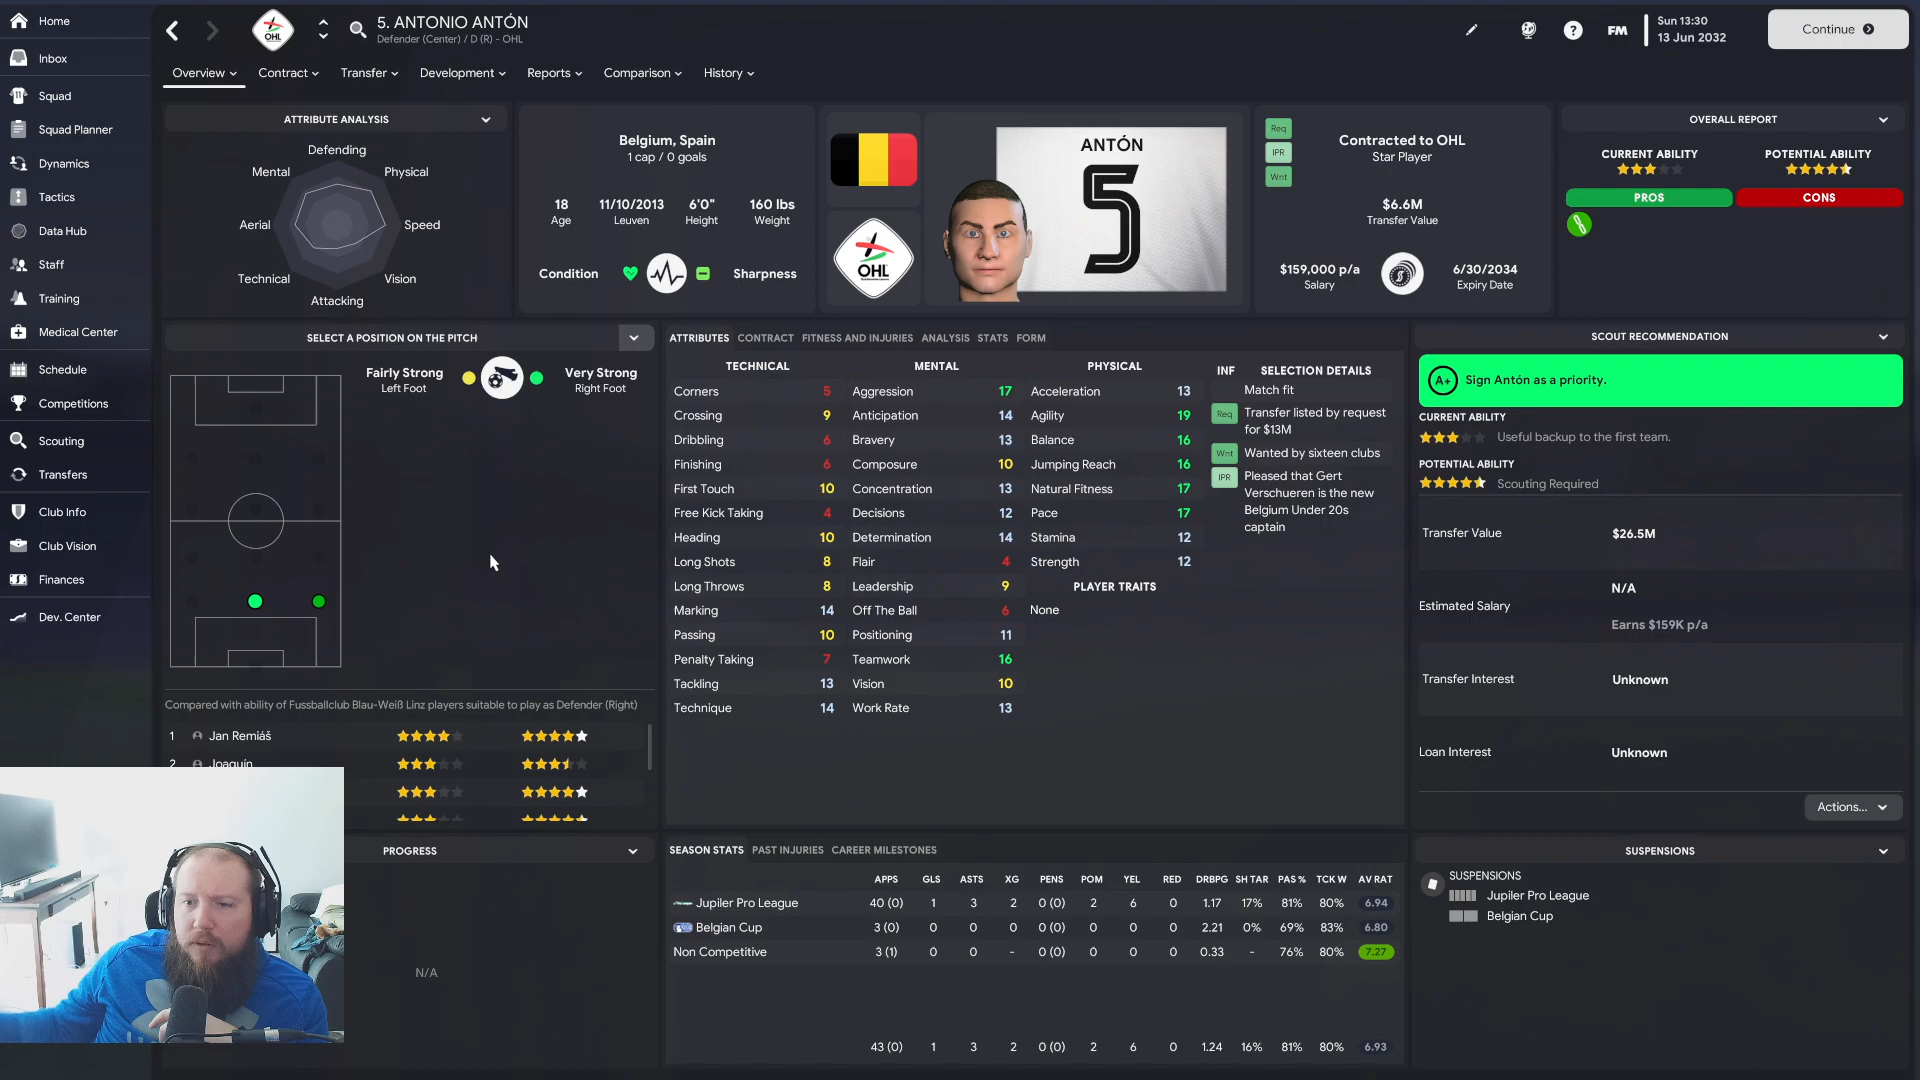 Home
Inbox
Squad
Squad Planner
Dynamics
Tactics
Data Hub
Staff
Training
Medical Center
Schedule
Competitions
Scouting
Transfers
Club Info
Club Vision
Finances
Dev. Center
OHL
5. ANTONIO ANTÓN
Defender (Center) / D (R) - OHL
FM
Sun 13:30
13 Jun 2032
Continue
Overview
Contract
Transfer
Development
Reports
Comparison
History
ATTRIBUTE ANALYSIS
Defending
Mental
Physical
Aerial
Speed
Technical
Vision
Attacking
Belgium, Spain
1 cap / 0 goals
18 11/10/2013 6'0" 160 lbs
Age Leuven Height Weight
Condition Sharpness
OHL
ANTÓN
5
Req
IPR
Wnt
Contracted to OHL
Star Player
$6.6M
Transfer Value
$159,000 p/a 6/30/2034
Salary Expiry Date
OVERALL REPORT
CURRENT ABILITY POTENTIAL ABILITY
PROS CONS
SELECT A POSITION ON THE PITCH
Fairly Strong Very Strong
Left Foot Right Foot
Compared with ability of Fussballclub Blau-Weiß Linz players suitable to play as Defender (Right)
1 Jan Remiáš
2 Joaquín
PROGRESS
N/A
ATTRIBUTES CONTRACT FITNESS AND INJURIES ANALYSIS STATS FORM
TECHNICAL MENTAL PHYSICAL
Corners 5 Aggression 17 Acceleration 13
Crossing 9 Anticipation 14 Agility 19
Dribbling 6 Bravery 13 Balance 16
Finishing 6 Composure 10 Jumping Reach 16
First Touch 10 Concentration 13 Natural Fitness 17
Free Kick Taking 4 Decisions 12 Pace 17
Heading 10 Determination 14 Stamina 12
Long Shots 8 Flair 4 Strength 12
Long Throws 8 Leadership 9 PLAYER TRAITS
Marking 14 Off The Ball 6 None
Passing 10 Positioning 11
Penalty Taking 7 Teamwork 16
Tackling 13 Vision 10
Technique 14 Work Rate 13
INF SELECTION DETAILS
Match fit
Req Transfer listed by request
for $13M
Wnt Wanted by sixteen clubs
IPR Pleased that Gert
Verschueren is the new
Belgium Under 20s
captain
SCOUT RECOMMENDATION
A+ Sign Antón as a priority.
CURRENT ABILITY
Useful backup to the first team.
POTENTIAL ABILITY
Scouting Required
Transfer Value $26.5M
N/A
Estimated Salary
Earns $159K p/a
Transfer Interest Unknown
Loan Interest Unknown
Actions...
SEASON STATS PAST INJURIES CAREER MILESTONES
APPS GLS ASTS XG PENS POM YEL RED DRBPG SH TAR PAS % TCK W AV RAT
Jupiler Pro League 40 (0) 1 3 2 0 (0) 2 6 0 1.17 17% 81% 80% 6.94
Belgian Cup 3 (0) 0 0 0 0 (0) 0 0 0 2.21 0% 69% 83% 6.80
Non Competitive 3 (1) 0 0 - 0 (0) 0 0 0 0.33 - 76% 80% 7.27
43 (0) 1 3 2 0 (0) 2 6 0 1.24 16% 81% 80% 6.93
SUSPENSIONS
SUSPENSIONS
Jupiler Pro League
Belgian Cup